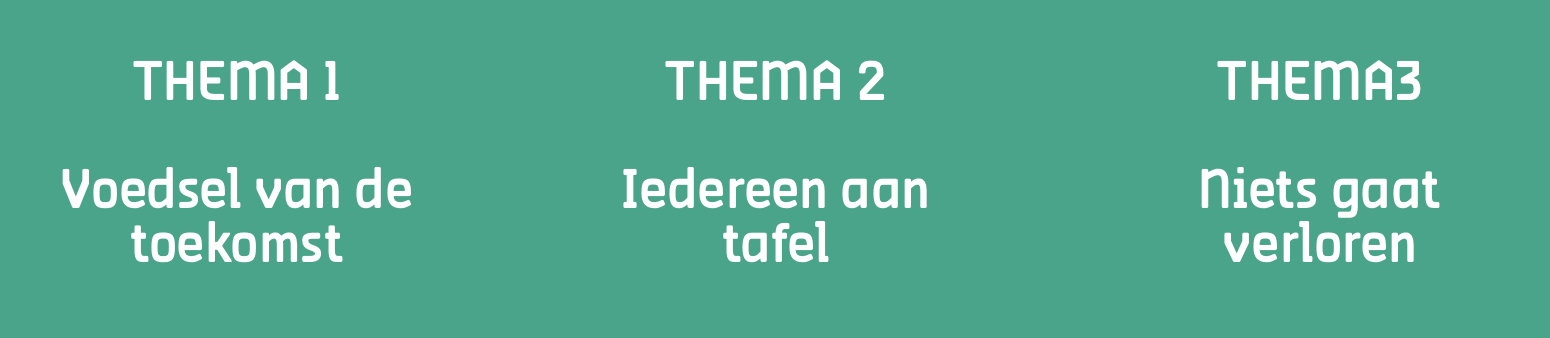 THEMA 1
Voedsel van de
toekomst
THEMA 2
Iedereen aan
tafel
THEMA3
Niets gaat
verloren